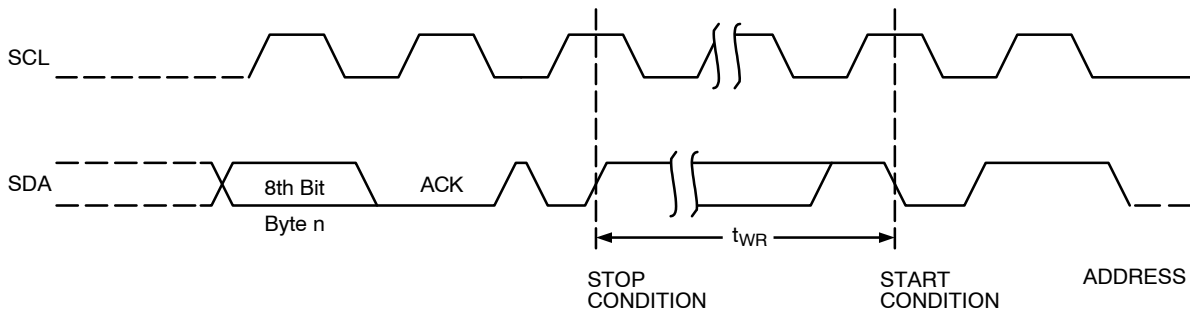 SCL
SDA
8th Bit
Byte n
ACK
tWR
STOP
CONDITION
START
CONDITION
ADDRESS